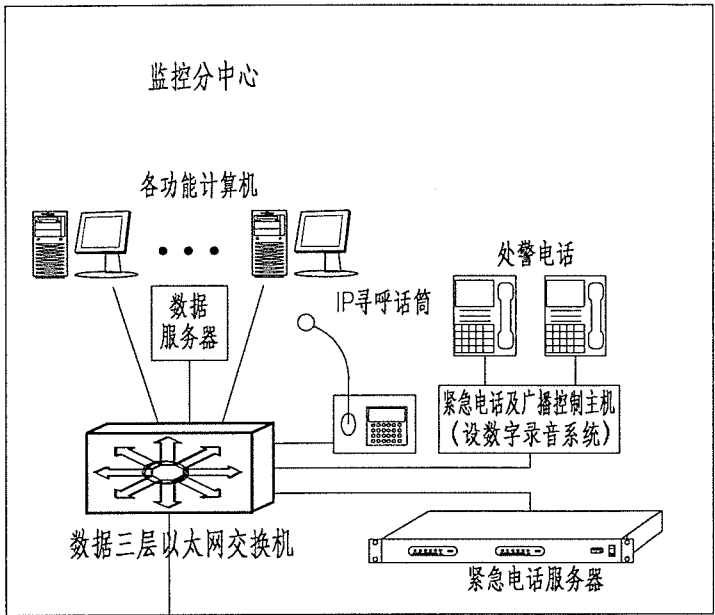 监控分中心
各功能计算机
处警电话
数据
服务器
IP寻呼话筒
紧急电话及广播控制主机
(设数字录音系统)
数据三层以太网交换机
紧急电话服务器